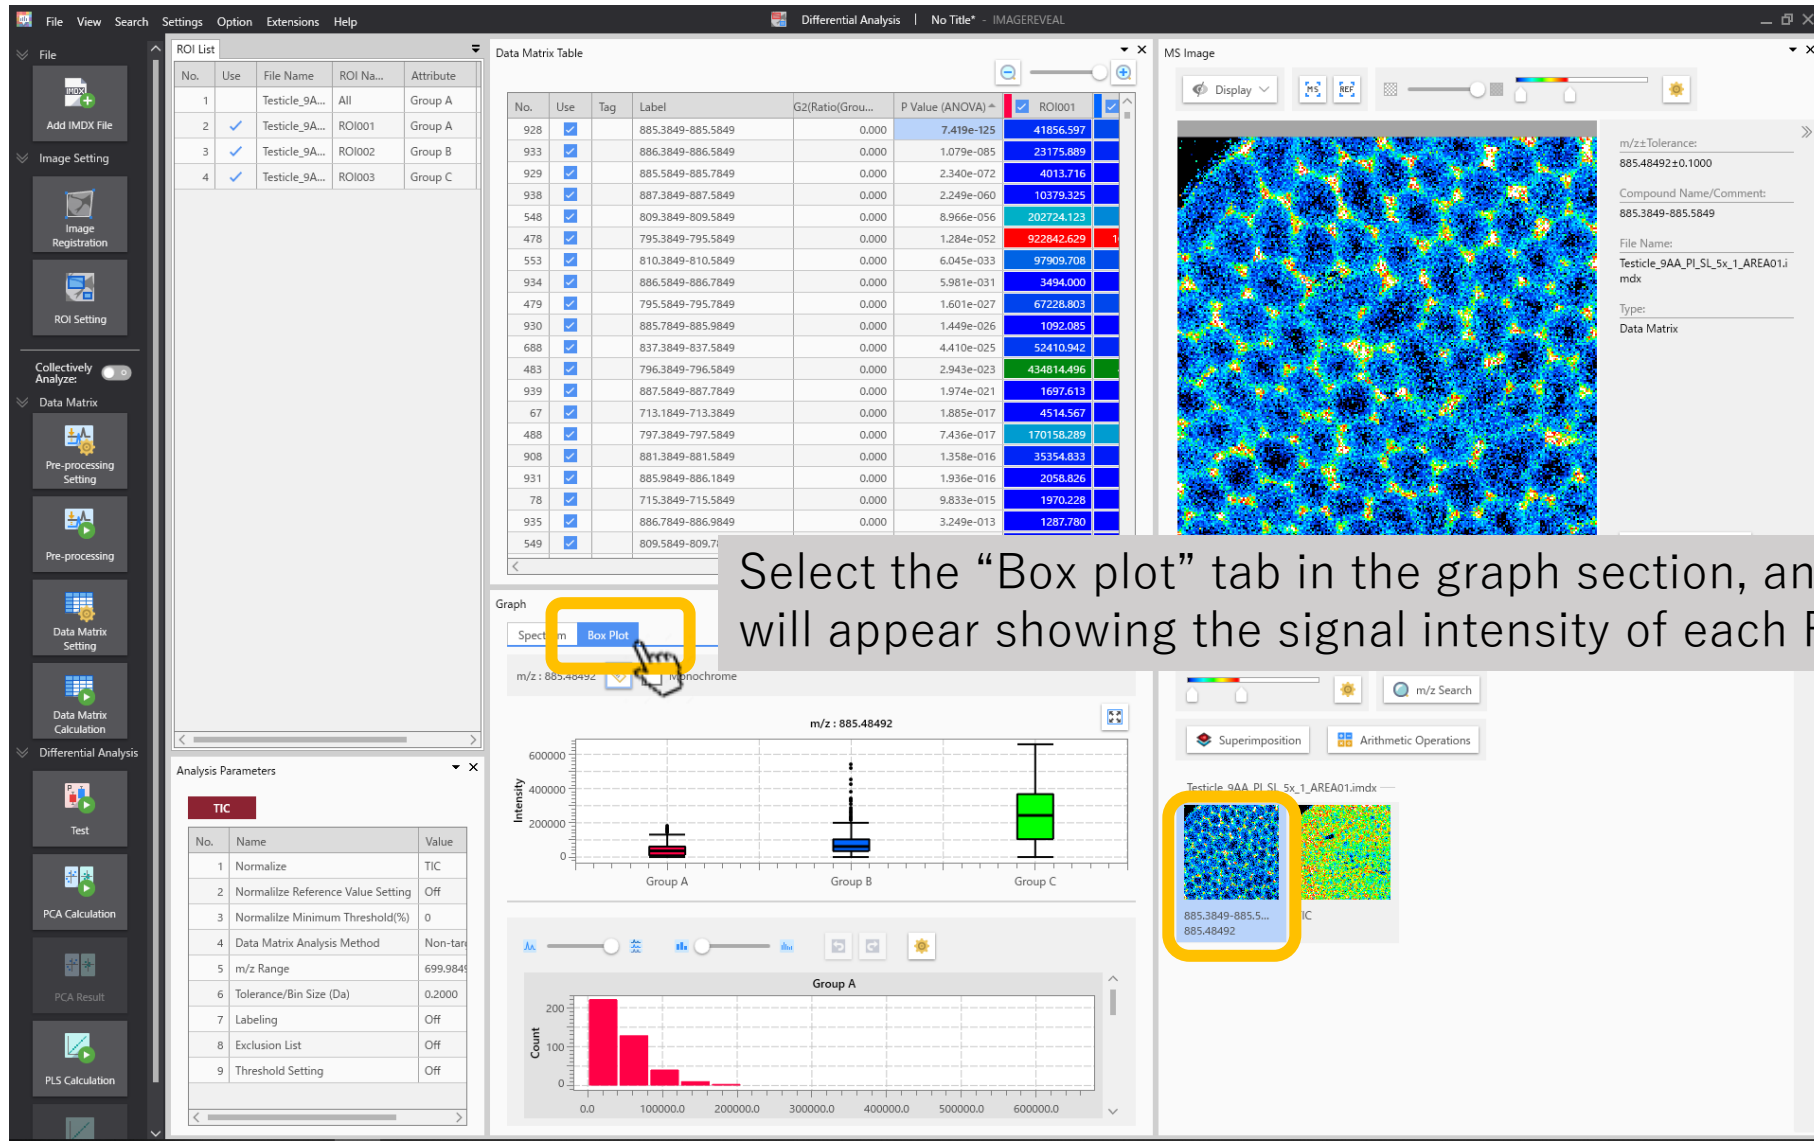 File View Search Settings Option Extensions Help
Differential Analysis | No Title* - IMAGEREVEAL
File
Add IMDX File
Image Setting
Image
Registration
ROI Setting
Collectively
Analyze:
Data Matrix
Pre-processing
Setting
Pre-processing
Data Matrix
Setting
Data Matrix
Calculation
Differential Analysis
Test
PCA Calculation
PCA Result
PLS Calculation
ROI List
No. Use File Name ROI Na... Attribute
1 Testicle_9A... All Group A
2 Testicle_9A... ROI001 Group A
3 Testicle_9A... ROI002 Group B
4 Testicle_9A... ROI003 Group C
Analysis Parameters
TIC
No. Name Value
1 Normalize TIC
2 Normalilze Reference Value Setting Off
3 Normalilze Minimum Threshold(%) 0
4 Data Matrix Analysis Method Non-tar
5 m/z Range 699.9849
6 Tolerance/Bin Size (Da) 0.2000
7 Labeling Off
8 Exclusion List Off
9 Threshold Setting Off
Data Matrix Table
No. Use Tag Label G2(Ratio(Grou... P Value (ANOVA) ROI001
928 885.3849-885.5849 0.000 7.419e-125 41856.597
933 886.3849-886.5849 0.000 1.079e-085 23175.889
929 885.5849-885.7849 0.000 2.340e-072 4013.716
938 887.3849-887.5849 0.000 2.249e-060 10379.325
548 809.3849-809.5849 0.000 8.966e-056 202724.123
478 795.3849-795.5849 0.000 1.284e-052 922842.629 1
553 810.3849-810.5849 0.000 6.045e-033 97909.708
934 886.5849-886.7849 0.000 5.981e-031 3494.000
479 795.5849-795.7849 0.000 1.601e-027 67228.803
930 885.7849-885.9849 0.000 1.449e-026 1092.085
688 837.3849-837.5849 0.000 4.410e-025 52410.942
483 796.3849-796.5849 0.000 2.943e-023 434814.496
939 887.5849-887.7849 0.000 1.974e-021 1697.613
67 713.1849-713.3849 0.000 1.885e-017 4514.567
488 797.3849-797.5849 0.000 7.436e-017 170158.289
908 881.3849-881.5849 0.000 1.358e-016 35354.833
931 885.9849-886.1849 0.000 1.936e-016 2058.826
78 715.3849-715.5849 0.000 9.833e-015 1970.228
935 886.7849-886.9849 0.000 3.249e-013 1287.780
549 809.5849-809.7
Select the “Box plot” tab in the graph section, an
will appear showing the signal intensity of each
Graph
Spectrum Box Plot
m/z : 885.48492 Monochrome
m/z : 885.48492
Intensity
600000
400000
200000
0
Group A Group B Group C
Group A
Count
200
100
0
0.0 100000.0 200000.0 300000.0 400000.0 500000.0 600000.0
MS Image
Display MS REF
m/z±Tolerance:
885.48492±0.1000
Compound Name/Comment:
885.3849-885.5849
File Name:
Testicle_9AA_PI_SL_5x_1_AREA01.i
mdx
Type:
Data Matrix
m/z Search
Superimposition Arithmetic Operations
Testicle_9AA_PI_SL_5x_1_AREA01.imdx
885.3849-885.5... TIC
885.48492